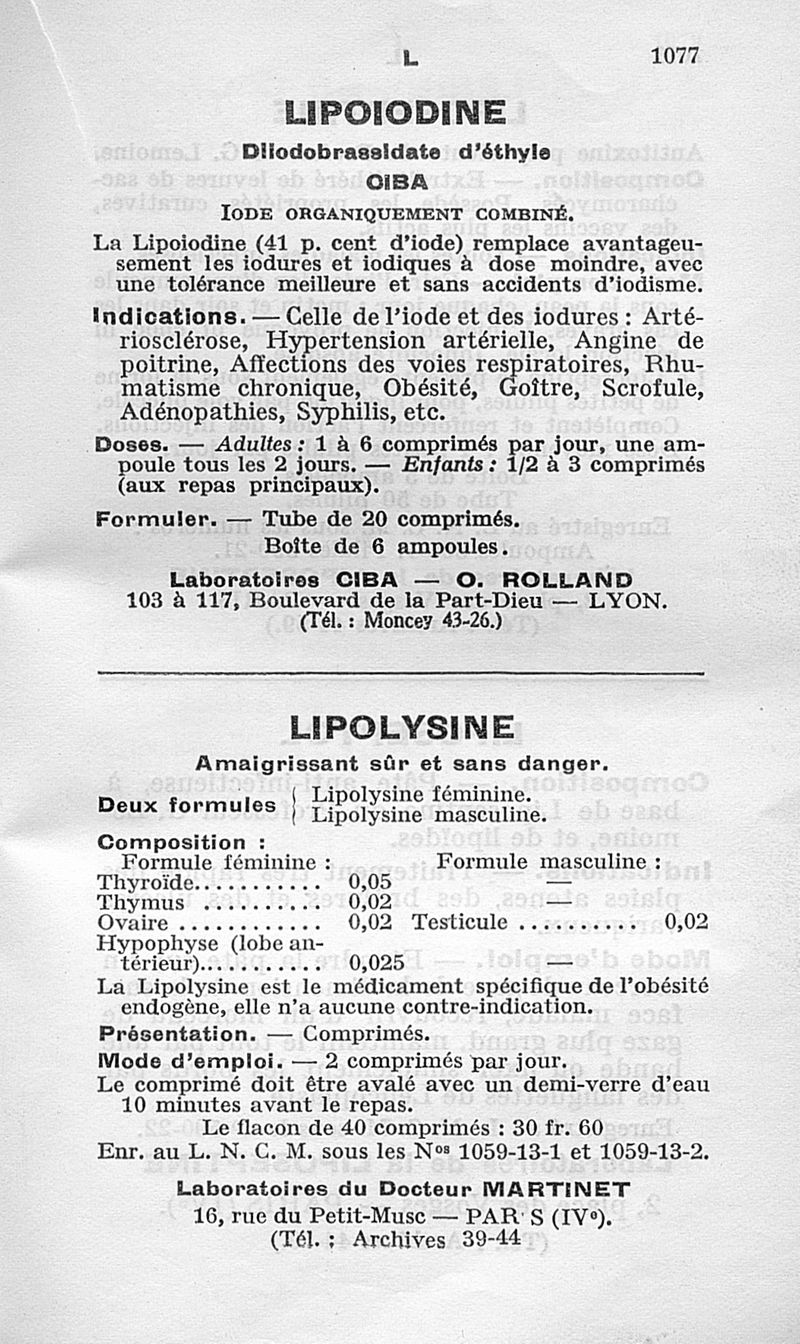 L 1077
LIPOIODINE
Diiodobrassidate d'éthyle
CIBA
IODE ORGANIQUEMENT COMBINÉ.
La Lipoiodine (41 p. cent d'iode) remplace avantageu-
sement les iodures et iodiques à dose moindre, avec
une tolérance meilleure et sans accidents d'iodisme.
Indications. — Celle de l'iode et des iodures : Arté-
riosclérose, Hypertension artérielle, Angine de
poitrine, Affections des voies respiratoires, Rhu-
matisme chronique, Obésité, Goître, Scrofule,
Adénopathies, Syphilis, etc.
Doses. — Adultes : 1 à 6 comprimés par jour, une am-
poule tous les 2 jours. — Enfants : 1/2 à 3 comprimés
(aux repas principaux).
Formuler. — Tube de 20 comprimés.
Boîte de 6 ampoules.
Laboratoires CIBA — O. ROLLAND
103 à 117, Boulevard de la Part-Dieu — LYON.
(Tél. : Moncey 43-26.)
LIPOLYSINE
Amaigrissant sûr et sans danger.
Deux formules { Lipolysine féminine.
Lipolysine masculine.
Composition :
Formule féminine : Formule masculine :
Thyroïde............ 0,05 —
Thymus .......... 0,02 —
Ovaire ............ 0,02 Testicule .......... 0,02
Hypophyse (lobe an-
térieur)............ 0,025 —
La Lipolysine est le médicament spécifique de l'obésité
endogène, elle n'a aucune contre-indication.
Présentation. — Comprimés.
Mode d'emploi. — 2 comprimés par jour.
Le comprimé doit être avalé avec un demi-verre d'eau
10 minutes avant le repas.
Le flacon de 40 comprimés : 30 fr. 60
Enr. au L. N. C. M. sous les Nos 1059-13-1 et 1059-13-2.
Laboratoires du Docteur MARTINET
16, rue du Petit-Musc — PAR S (IVe).
(Tél. : Archives 39-44